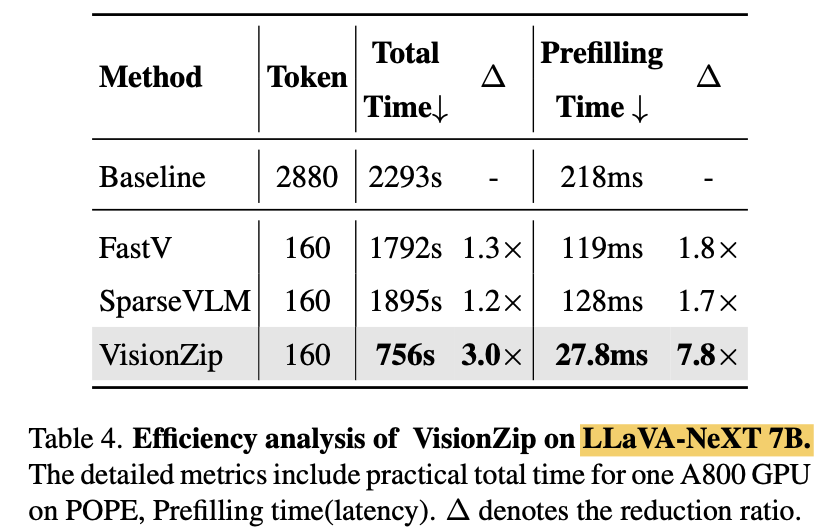 Method Token Total Time↓ Δ Prefilling Time ↓ Δ
Baseline 2880 2293s - 218ms -
FastV 160 1792s 1.3× 119ms 1.8×
SparseVLM 160 1895s 1.2× 128ms 1.7×
VisionZip 160 756s 3.0× 27.8ms 7.8×
Table 4. Efficiency analysis of VisionZip on LLaVA-NeXT 7B.
The detailed metrics include practical total time for one A800 GPU
on POPE, Prefilling time(latency). Δ denotes the reduction ratio.